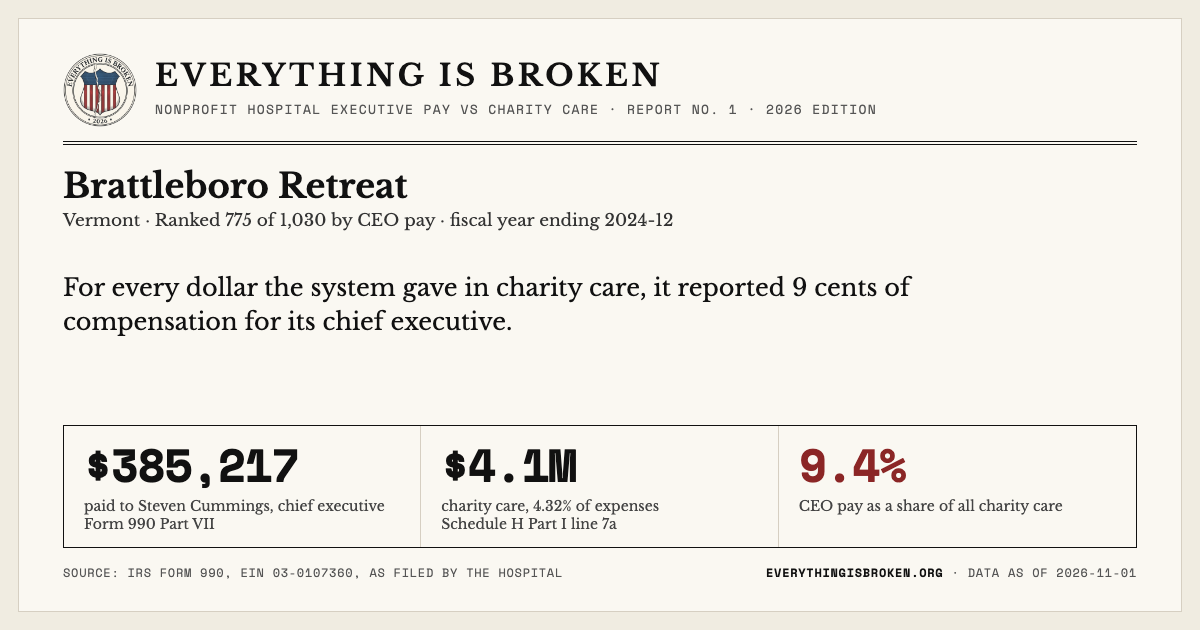 EVERYTHING IS BROKEN
· 2026 ·
EVERYTHING IS BROKEN
NONPROFIT HOSPITAL EXECUTIVE PAY VS CHARITY CARE · REPORT NO. 1 · 2026 EDITION
Brattleboro Retreat
Vermont · Ranked 775 of 1,030 by CEO pay · fiscal year ending 2024-12
For every dollar the system gave in charity care, it reported 9 cents of
compensation for its chief executive.
$385,217
paid to Steven Cummings, chief executive
Form 990 Part VII
$4.1M
charity care, 4.32% of expenses
Schedule H Part I line 7a
9.4%
CEO pay as a share of all charity care
SOURCE: IRS FORM 990, EIN 03-0107360, AS FILED BY THE HOSPITAL
EVERYTHINGISBROKEN.ORG · DATA AS OF 2026-11-01